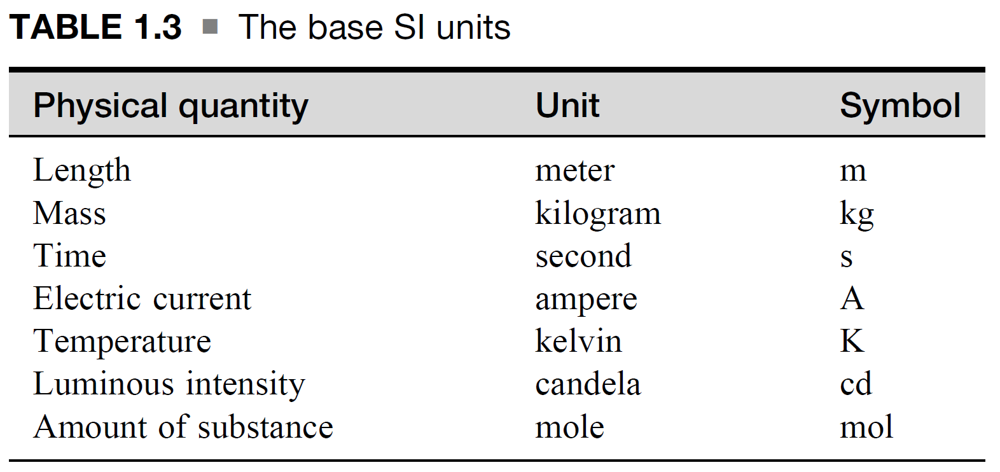 TABLE 1.3 ■ The base SI units
Physical quantity Unit Symbol
Length meter m
Mass kilogram kg
Time second s
Electric current ampere A
Temperature kelvin K
Luminous intensity candela cd
Amount of substance mole mol